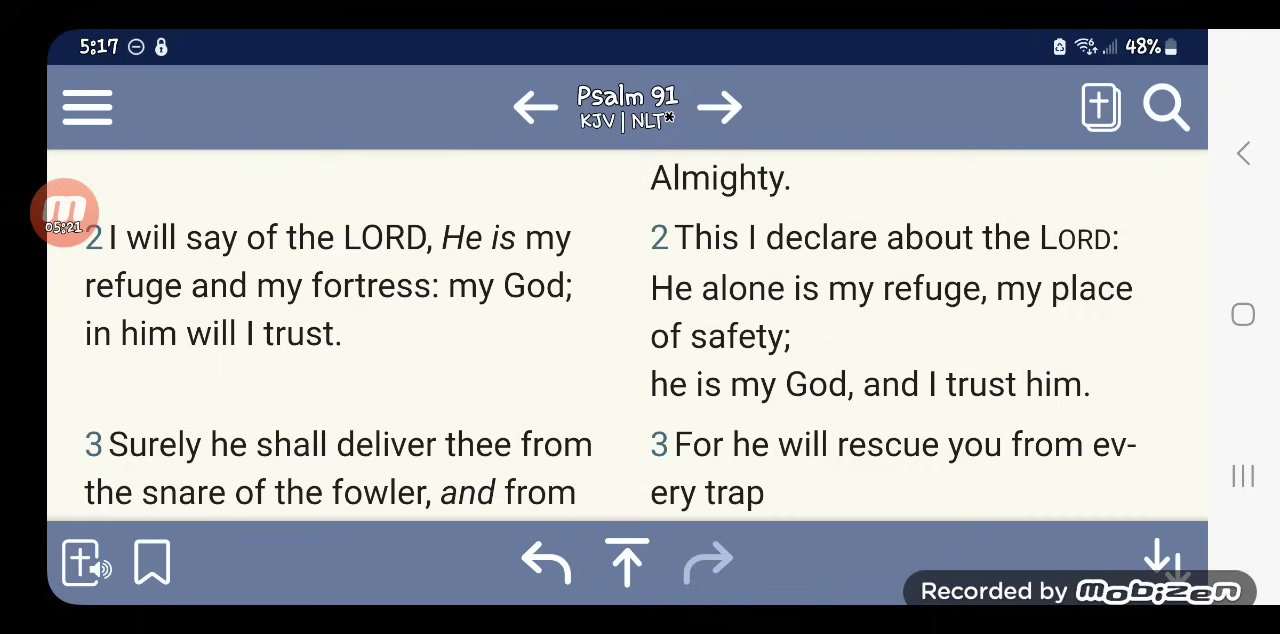 5:17
48%
Psalm 91
KJV | NLT*
05:21
2 I will say of the LORD, He is my
refuge and my fortress: my God;
in him will I trust.
3 Surely he shall deliver thee from
the snare of the fowler, and from
Almighty.
2 This I declare about the LORD:
He alone is my refuge, my place
of safety;
he is my God, and I trust him.
3 For he will rescue you from ev-
ery trap
Recorded by mobizen